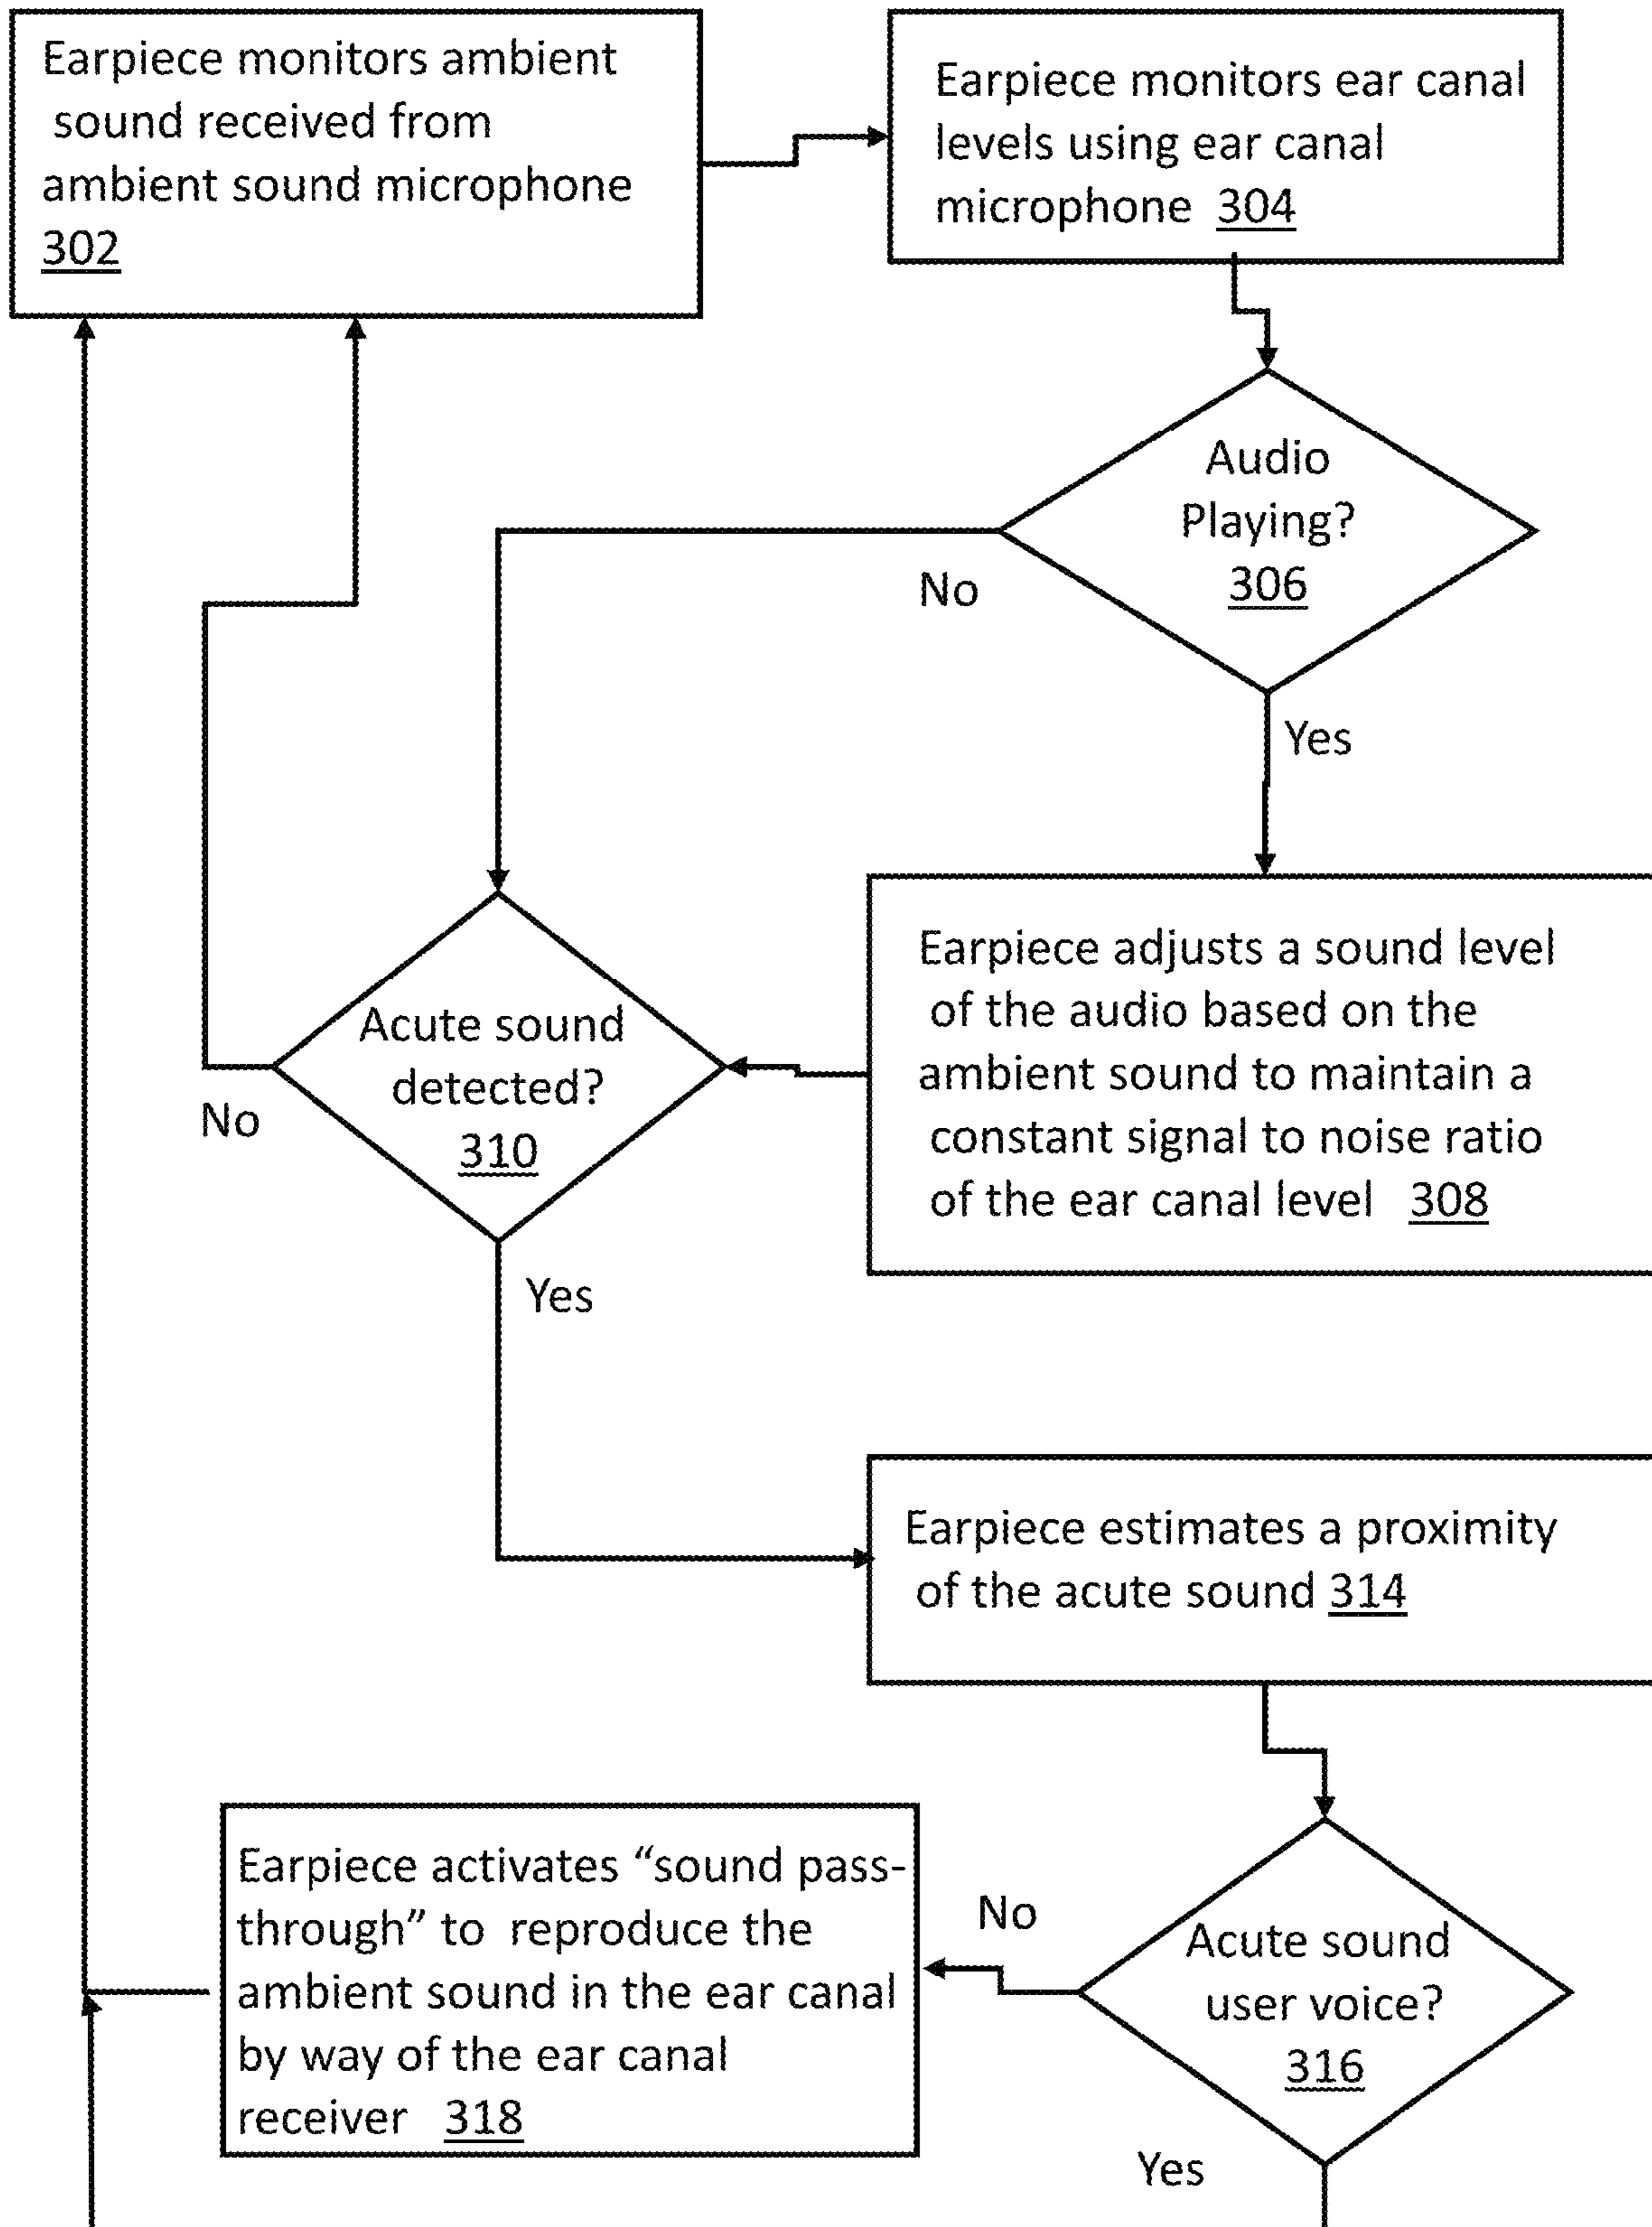 Earpiece monitors ambient
sound received from
ambient sound microphone
302
Earpiece monitors ear canal
levels using ear canal
microphone 304
Audio
Playing?
306
No
Yes
Earpiece adjusts a sound level
of the audio based on the
ambient sound to maintain a
constant signal to noise ratio
of the ear canal level 308
Acute sound
detected?
310
No
Yes
Earpiece estimates a proximity
of the acute sound 314
Acute sound
user voice?
316
No
Yes
Earpiece activates “sound pass-
through” to reproduce the
ambient sound in the ear canal
by way of the ear canal
receiver 318